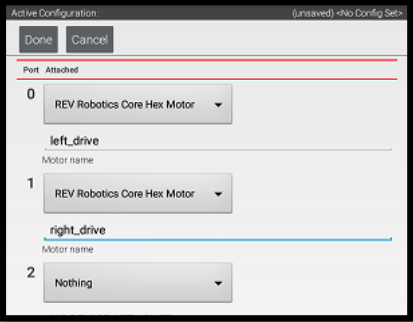 Active Configuration: (unsaved) <No Config Set>
Done Cancel
Port Attached
0 REV Robotics Core Hex Motor
left_drive
Motor name
1 REV Robotics Core Hex Motor
right_drive
Motor name
2 Nothing